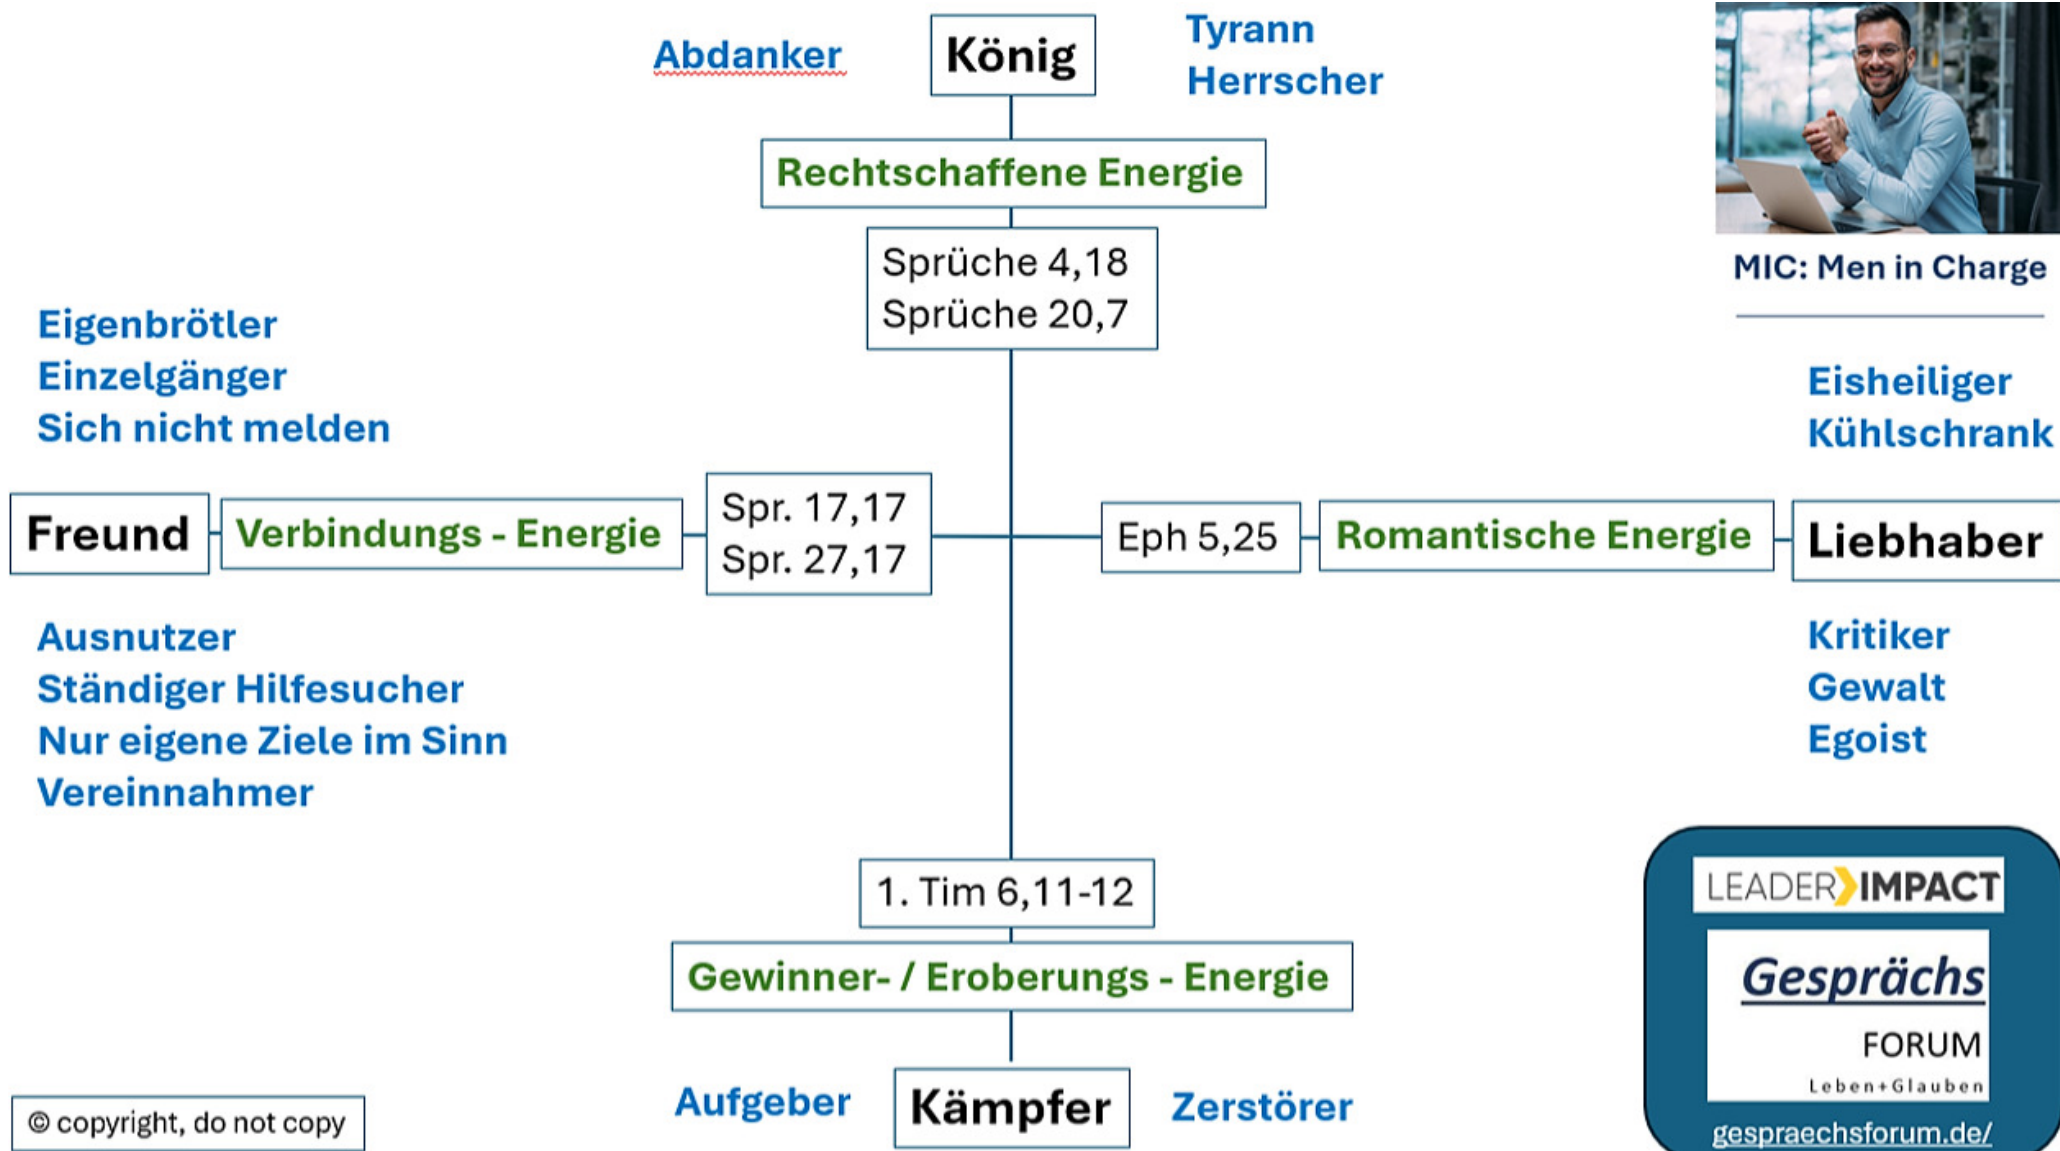 Abdanker
König
Tyrann
Herrscher
Rechtschaffene Energie
Sprüche 4,18
Sprüche 20,7
MIC: Men in Charge
Eigenbrötler
Einzelgänger
Sich nicht melden
Eisheiliger
Kühlschrank
Freund
Verbindungs - Energie
Spr. 17,17
Spr. 27,17
Eph 5,25
Romantische Energie
Liebhaber
Ausnutzer
Ständiger Hilfesucher
Nur eigene Ziele im Sinn
Vereinnahmer
Kritiker
Gewalt
Egoist
1. Tim 6,11-12
Gewinner- / Eroberungs - Energie
Aufgeber
Kämpfer
Zerstörer
LEADER IMPACT
Gesprächs
FORUM
Leben+Glauben
gespraechsforum.de/
© copyright, do not copy